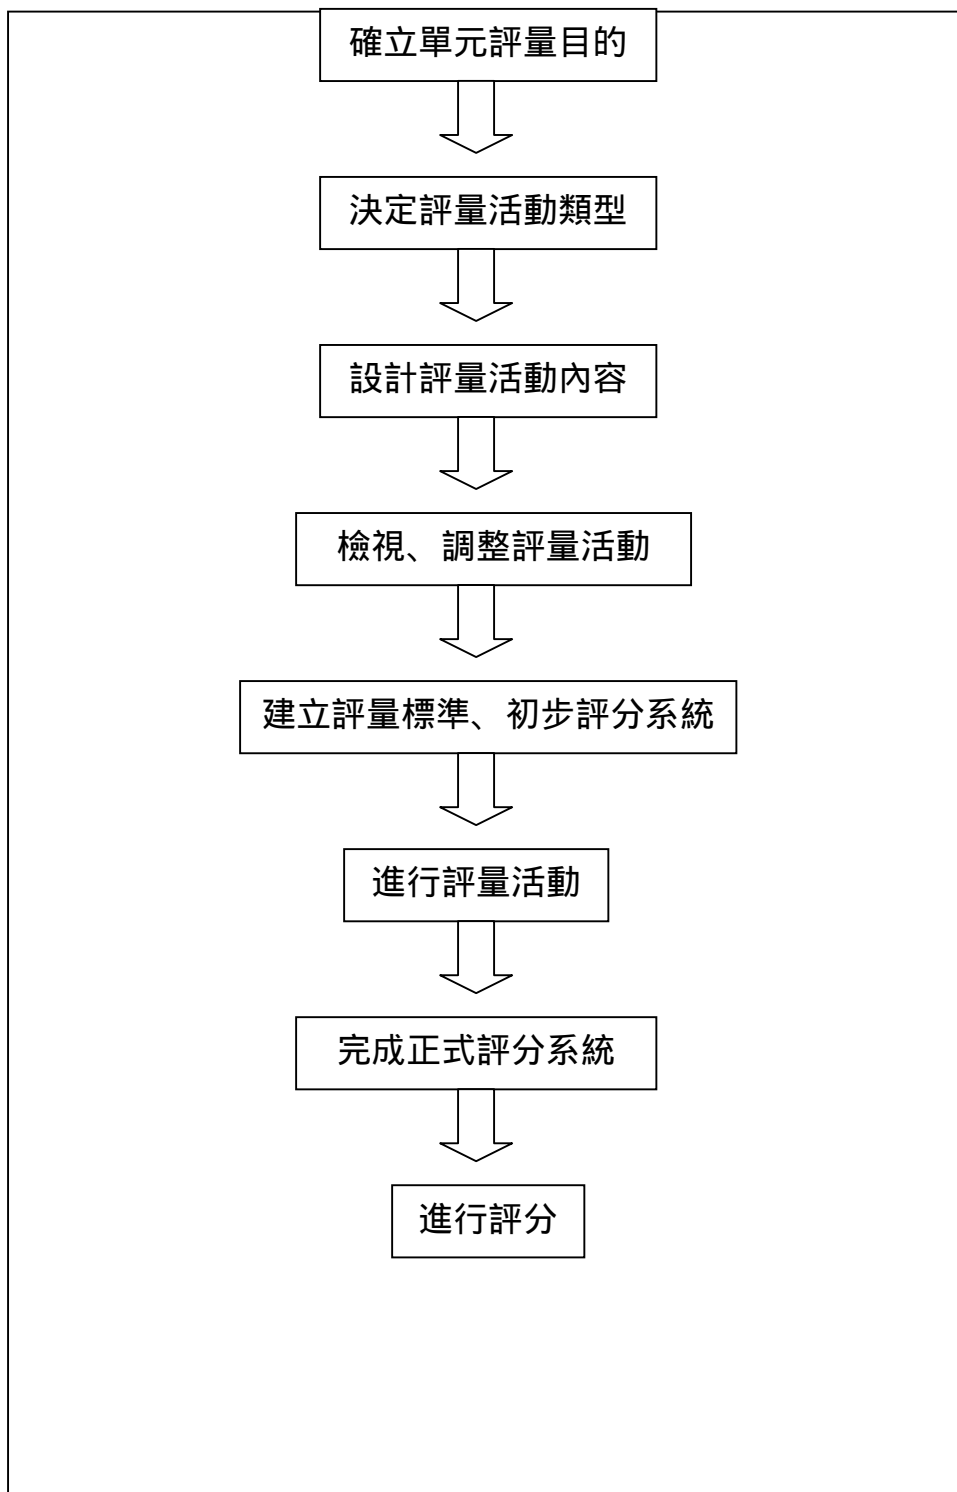 確立單元評量目的
決定評量活動類型
設計評量活動內容
檢視、調整評量活動
建立評量標準、初步評分系統
進行評量活動
完成正式評分系統
進行評分